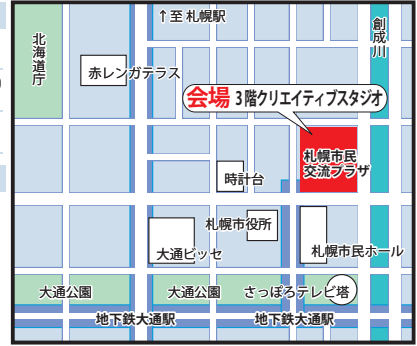 ↑至 札幌駅
北海道庁
創成川
赤レンガテラス
会場 3階クリエイティブスタジオ
札幌市民
交流プラザ
時計台
札幌市役所
大通ビッセ
札幌市民ホール
大通公園
大通公園
さっぽろテレビ塔
地下鉄大通駅
地下鉄大通駅